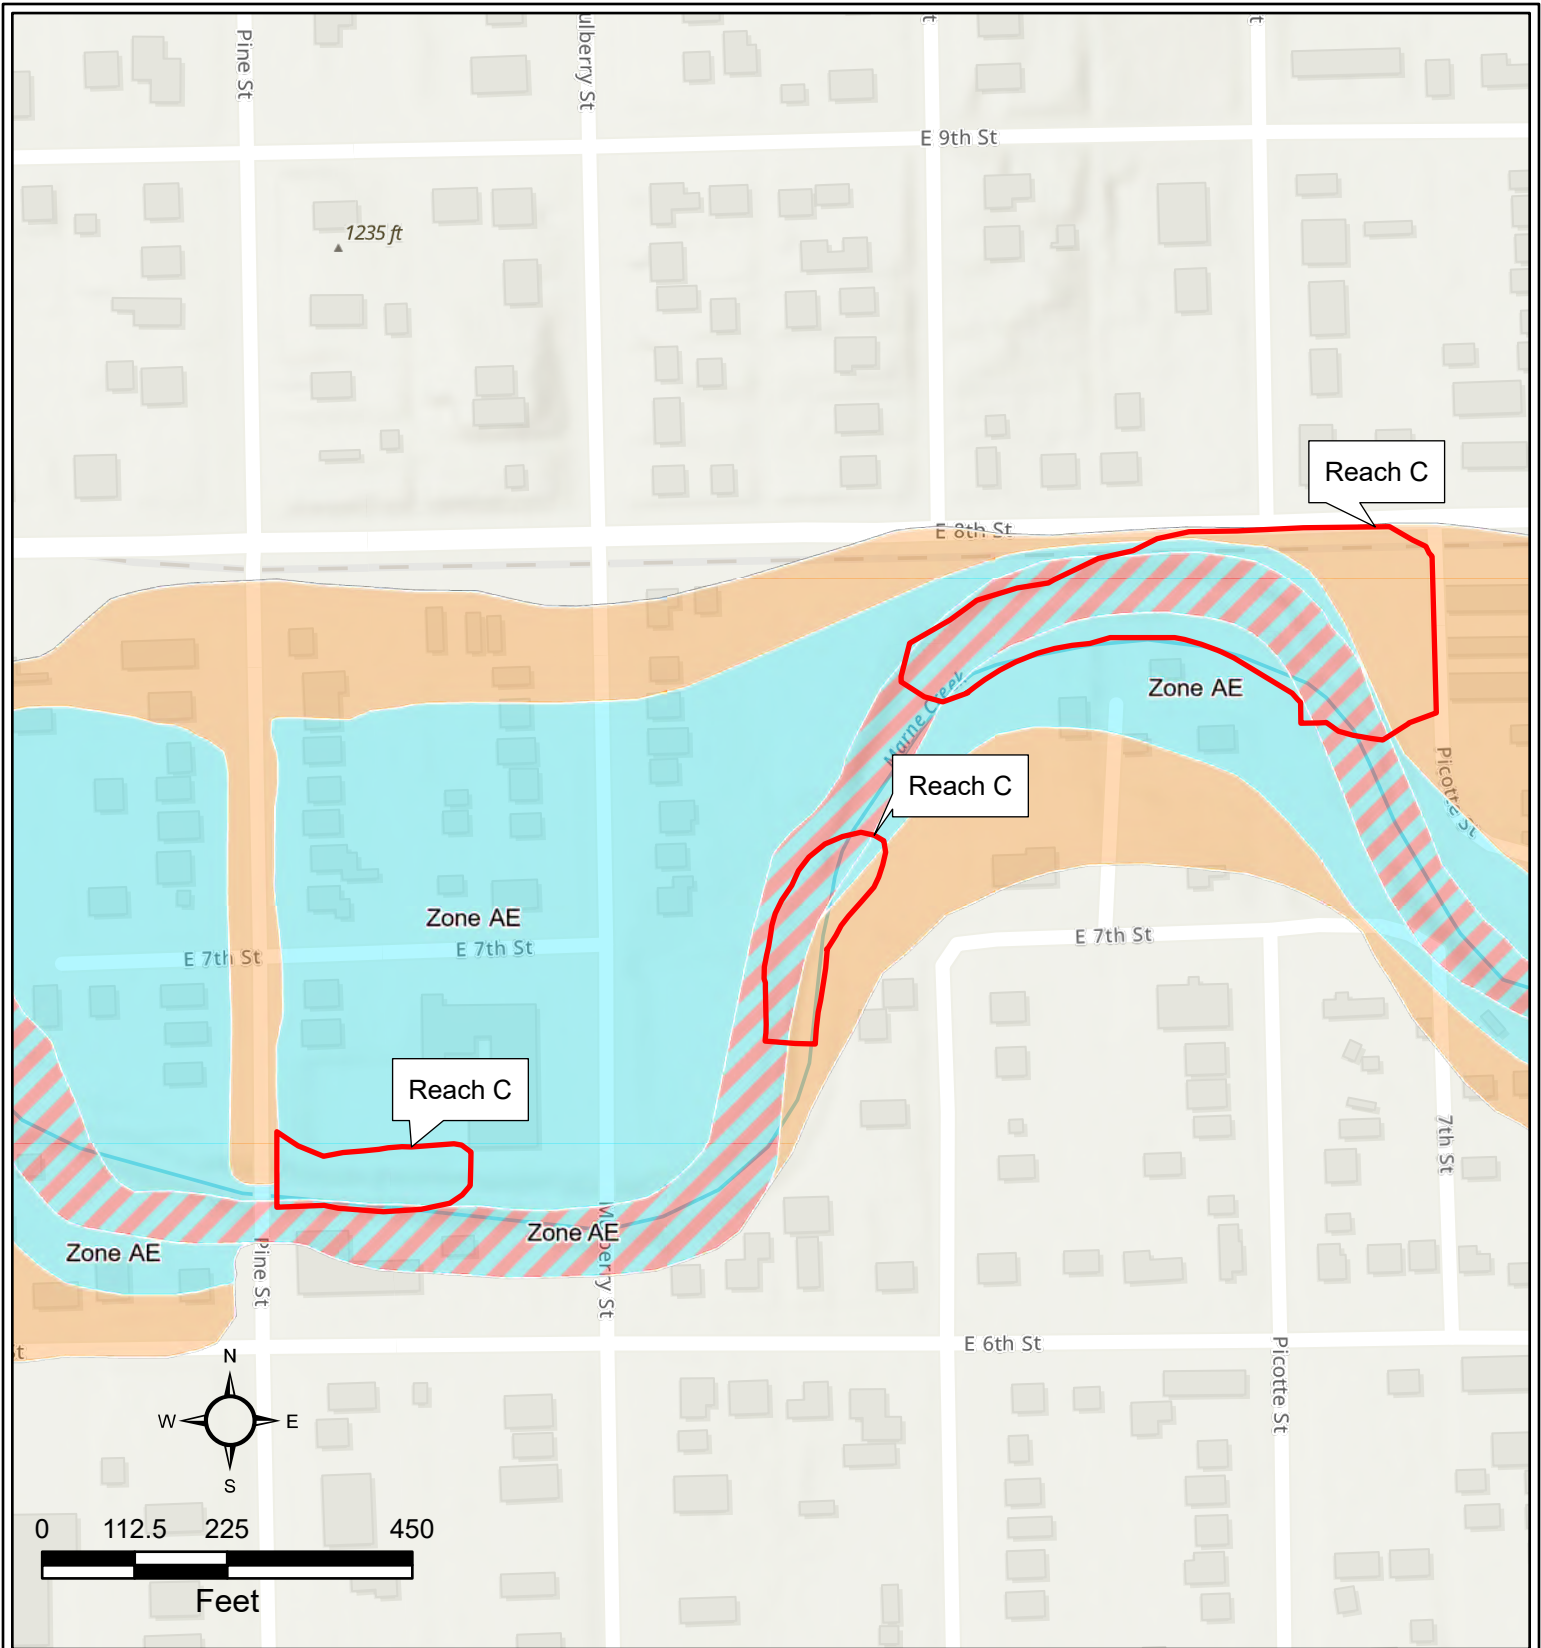 Pine St
ulberry St
t
t
E 9th St
1235 ft
Reach C
E 8th St
Zone AE
Marne Creek
Reach C
Picotte St
Zone AE
E 7th St
E 7th St
E 7th St
Reach C
7th St
Zone AE
Zone AE
Mulberry St
Pine St
E 6th St
Picotte St
st
N
W
E
S
0 112.5 225 450
Feet